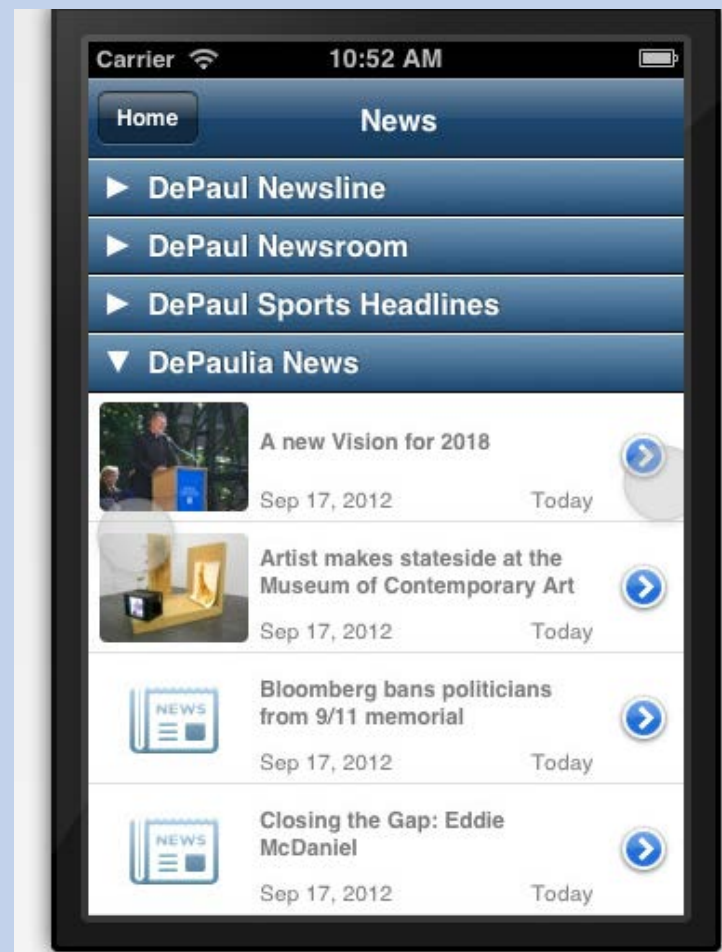 Carrier 10:52 AM
Home News
DePaul Newsline
DePaul Newsroom
DePaul Sports Headlines
DePaulia News
A new Vision for 2018
Sep 17, 2012 Today
Artist makes stateside at the
Museum of Contemporary Art
Sep 17, 2012 Today
NEWS
Bloomberg bans politicians
from 9/11 memorial
Sep 17, 2012 Today
NEWS
Closing the Gap: Eddie
McDaniel
Sep 17, 2012 Today